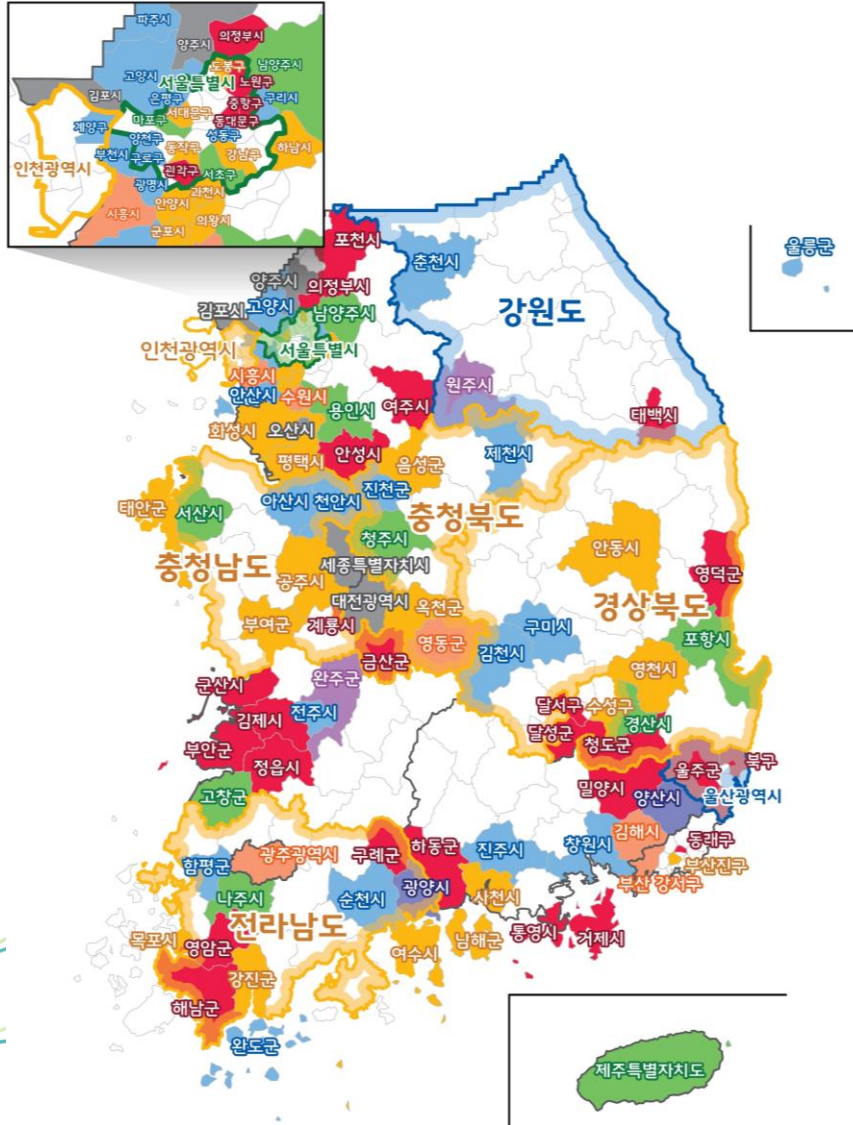 파주시
양주시
의정부시
고양시
서울특별시
도봉구
남양주시
노원구
김포시
은평구
서대문구
중랑구
구리시
마포구
동대문구
계양구
양천구
성동구
인천광역시
부천시
구로구
동작구
강남구
하남시
관악구
서초구
광명시
과천시
안양시
시흥시
의왕시
군포시
울릉군
포천시
춘천시
양주시
의정부시
김포시
고양시
남양주시
강원도
인천광역시
서울특별시
시흥시
원주시
안산시
수원시
용인시
여주시
태백시
화성시
오산시
평택시
안성시
음성군
제천시
태안군
서산시
아산시
천안시
진천군
충청북도
청주시
안동시
충청남도
세종특별자치시
영덕군
공주시
대전광역시
옥천군
경상북도
부여군
계룡시
영동군
구미시
포항시
금산군
김천시
영천시
완주군
군산시
달서구
수성구
김제시
전주시
달성군
경산시
부안군
청도군
정읍시
울주군
북구
고창군
밀양시
양산시
울산광역시
구례군
하동군
김해시
동래구
함평군
광주광역시
진주시
창원시
부산진구
나주시
순천시
광양시
사천시
부산 강서구
전라남도
목포시
영암군
통영시
거제시
강진군
여수시
남해군
해남군
완도군
제주특별자치도